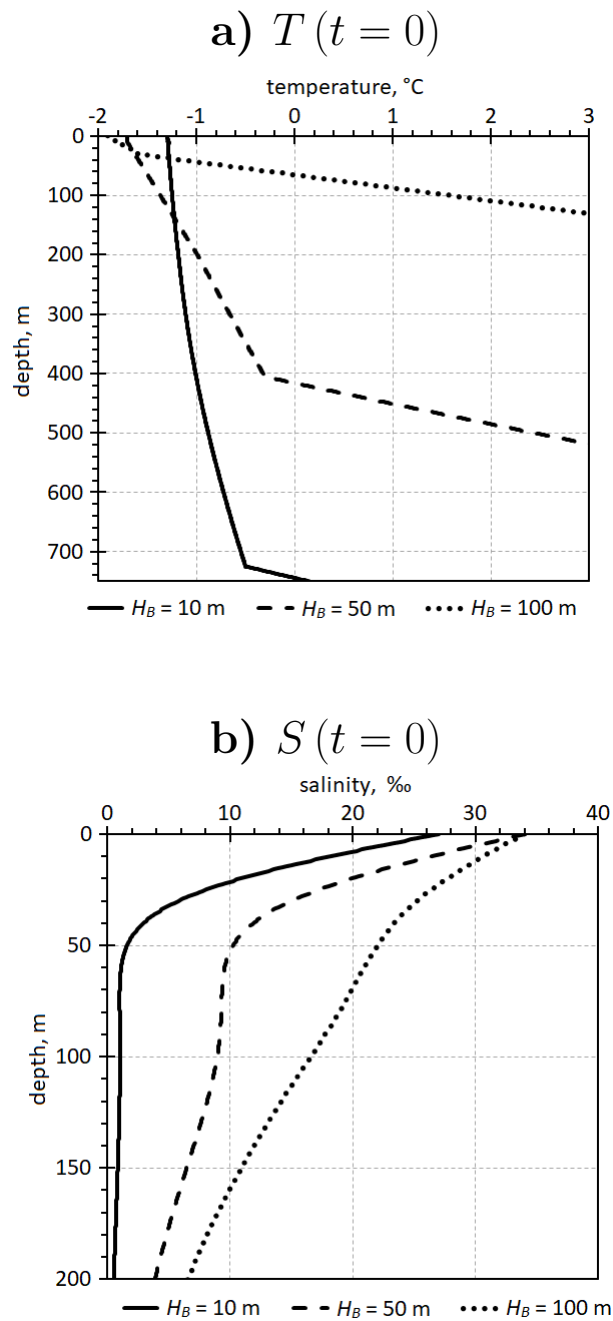 a) T (t = 0)
temperature, °C
-2 -1 0 1 2 3
0
100
200
300
400
500
600
700
depth, m
H_B = 10 m H_B = 50 m H_B = 100 m
b) S (t = 0)
salinity, ‰
0 10 20 30 40
0
50
100
150
200
depth, m
H_B = 10 m H_B = 50 m H_B = 100 m